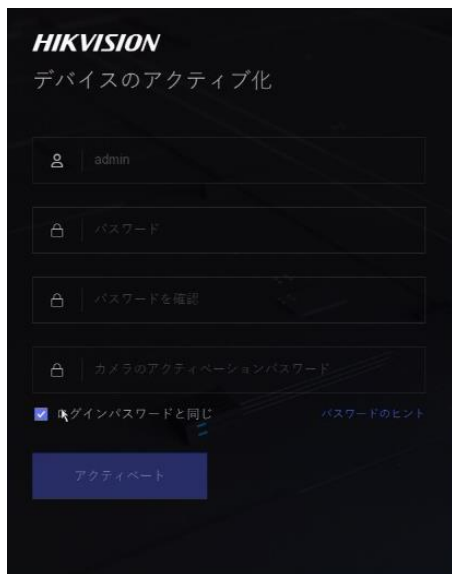 HIKVISION
デバイスのアクティブ化
admin
パスワード
パスワードを確認
カメラのアクティベーションパスワード
グインパスワードと同じ
パスワードのヒント
アクティベート